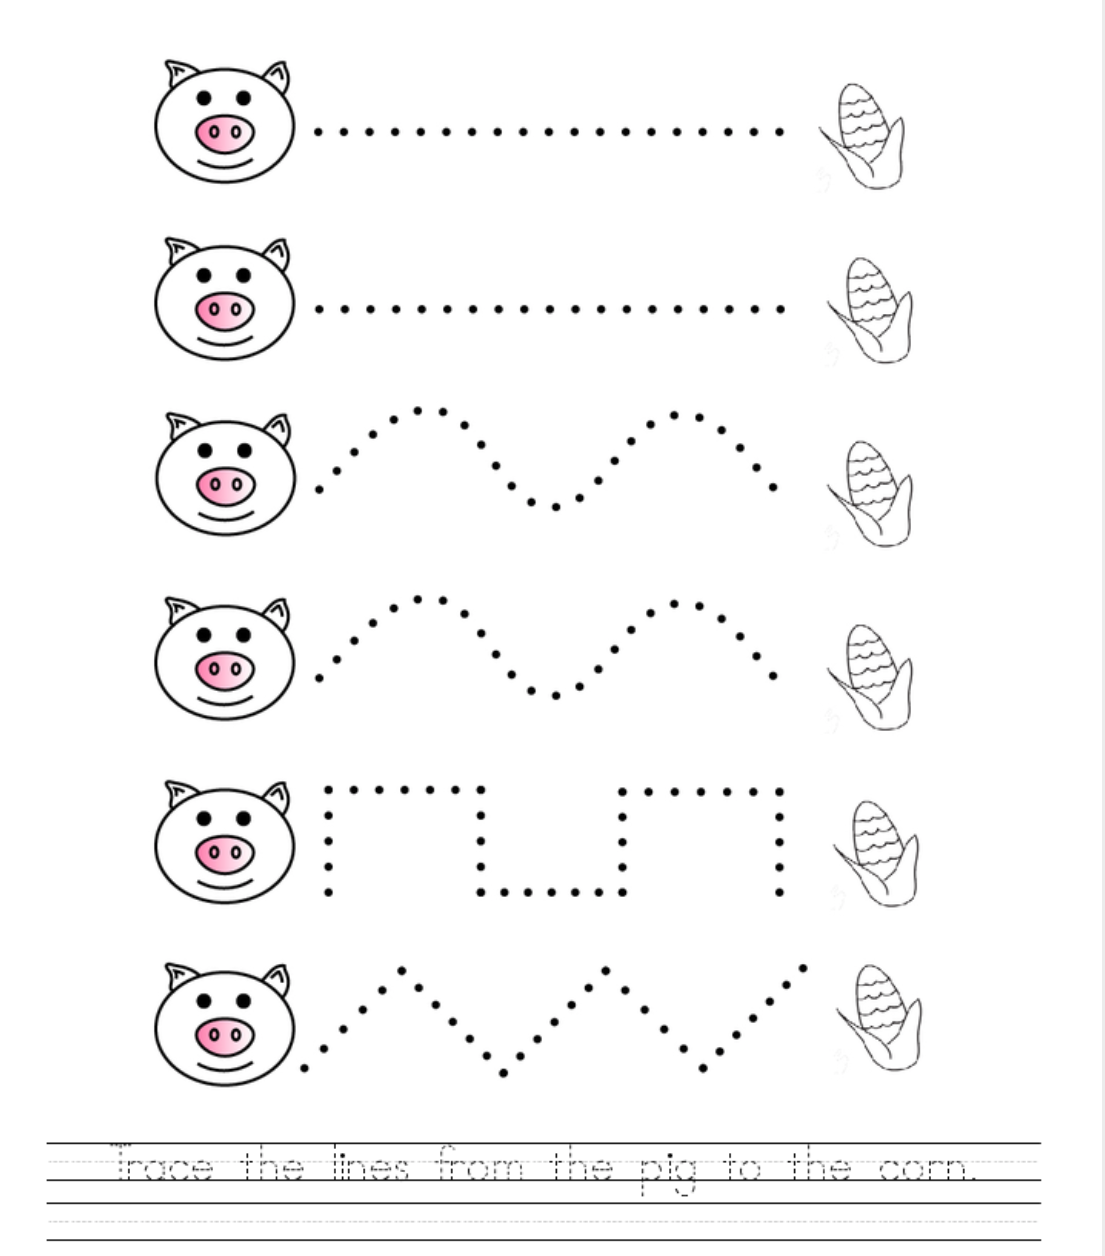 Trace the lines from the pig to the corn.